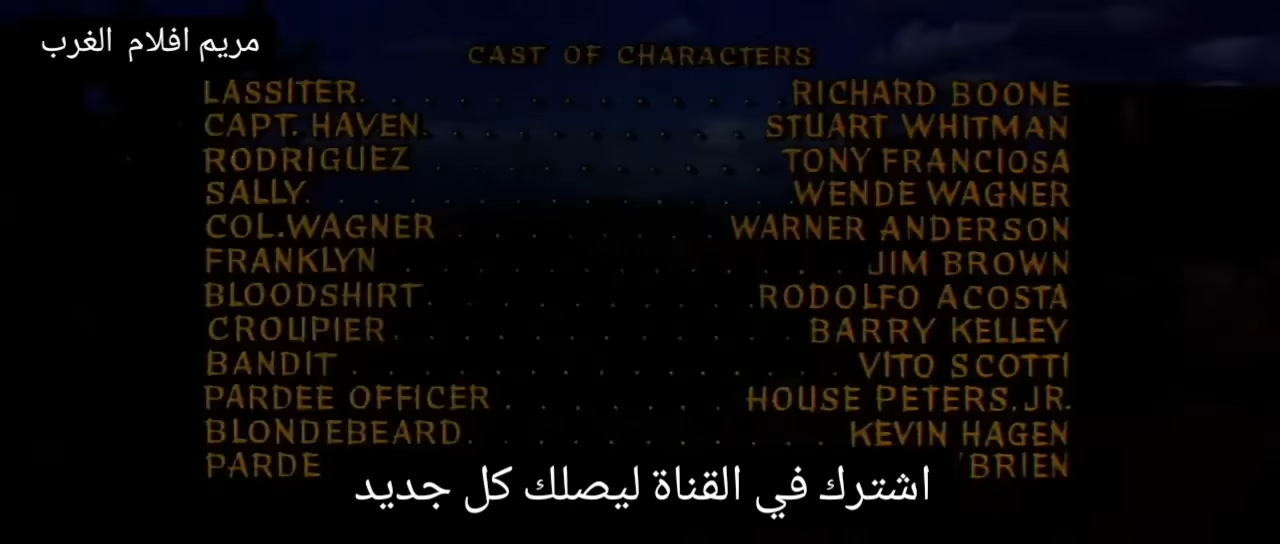 مريم افلام الغرب
CAST OF CHARACTERS
LASSITER. . . . . . . . . . . . . RICHARD BOONE
CAPT. HAVEN. . . . . . . . . . STUART WHITMAN
RODRIGUEZ . . . . . . . . . . TONY FRANCIOSA
SALLY. . . . . . . . . . . . . . WENDE WAGNER
COL.WAGNER . . . . . . . . WARNER ANDERSON
FRANKLYN . . . . . . . . . . . . . JIM BROWN
BLOODSHIRT. . . . . . . . . . . RODOLFO ACOSTA
CROUPIER. . . . . . . . . . . . BARRY KELLEY
BANDIT . . . . . . . . . . . . . . VITO SCOTTI
PARDEE OFFICER . . . . . . . HOUSE PETERS, JR.
BLONDEBEARD. . . . . . . . . . . KEVIN HAGEN
PARDE 'BRIEN
اشترك في القناة ليصلك كل جديد